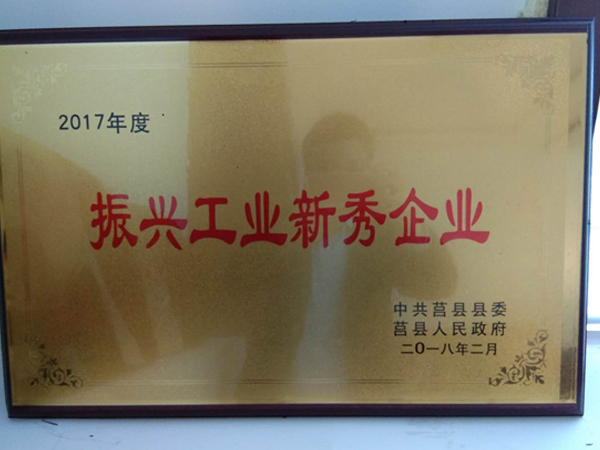 2017年度
振兴工业新秀企业
中共莒县县委
莒县人民政府
二0一八年二月